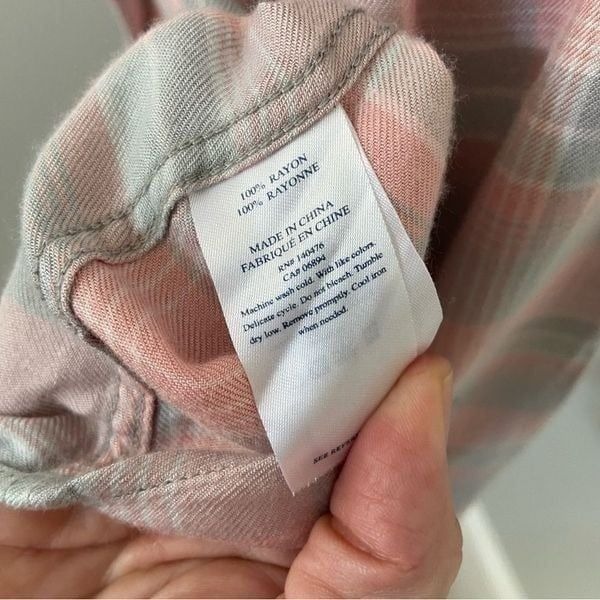 100% RAYON
100% RAYONNE
MADE IN CHINA
FABRIQUÉ EN CHINE
RN# 140476
CA# 06894
Machine wash cold. With like colors.
Delicate cycle. Do not bleach. Tumble
dry low. Remove promptly. Cool iron
when needed.
SEE